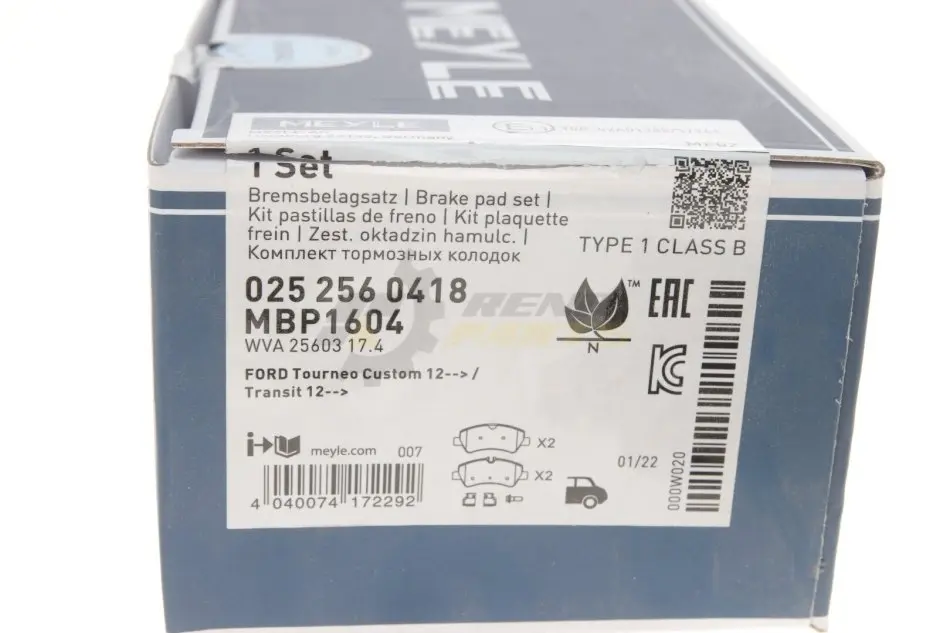 MEYLE
MEYLE
1 Set
Bremsbelagsatz | Brake pad set |
Kit pastillas de freno | Kit plaquette
frein | Zest. okładzin hamulc. |
Комплект тормозных колодок
TYPE 1 CLASS B
025 256 0418
MBP1604
WVA 25603 17.4
FORD Tourneo Custom 12--> /
Transit 12-->
TM
N
EAC
X2
X2
meyle.com 007
01/22
000W020
4 040074 172292